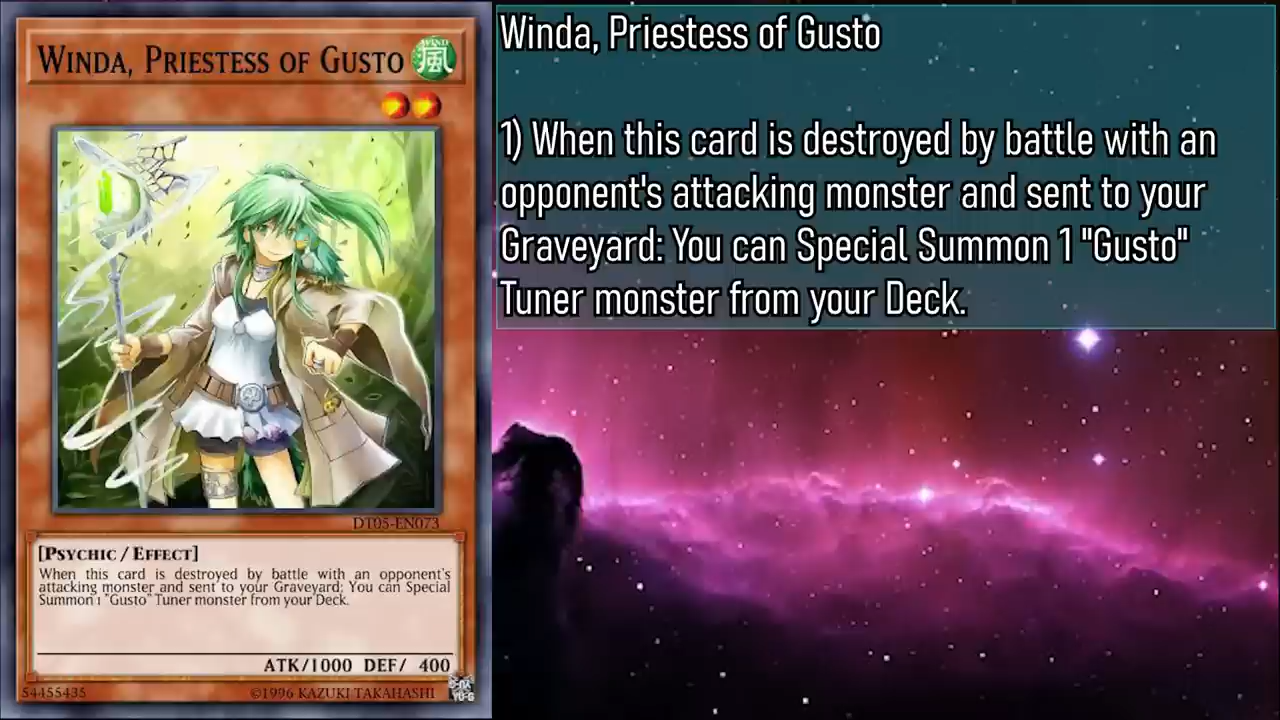 WINDA, PRIESTESS OF GUSTO
WIND
風
DT05-EN073
[PSYCHIC / EFFECT]
When this card is destroyed by battle with an opponent's
attacking monster and sent to your Graveyard: You can Special
Summon 1 "Gusto" Tuner monster from your Deck.
ATK/1000 DEF/ 400
54455435
©1996 KAZUKI TAKAHASHI
Winda, Priestess of Gusto
1) When this card is destroyed by battle with an
opponent's attacking monster and sent to your
Graveyard: You can Special Summon 1 "Gusto"
Tuner monster from your Deck.